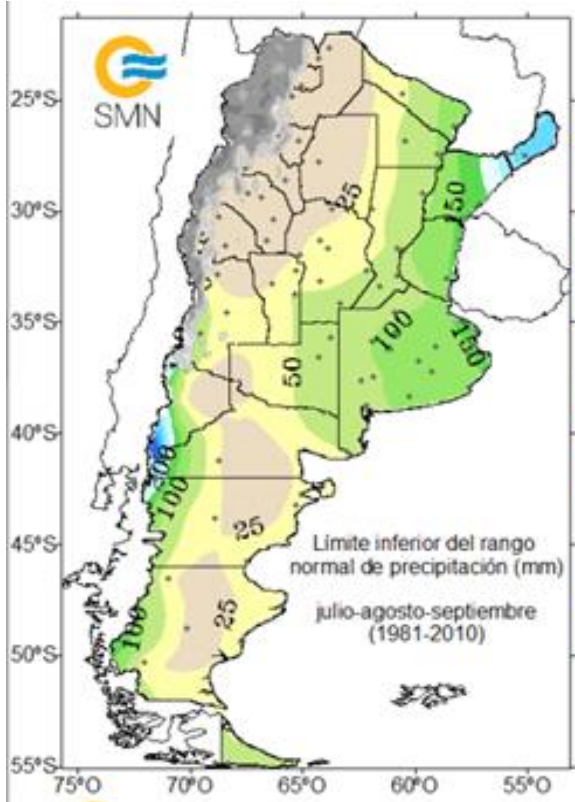 SMN
25°S
30°S
35°S
40°S
45°S
50°S
55°S
25
150
100
150
50
100
25
25
100
Límite inferior del rango
normal de precipitación (mm)
julio-agosto-septiembre
(1981-2010)
75°O
70°O
65°O
60°O
55°O